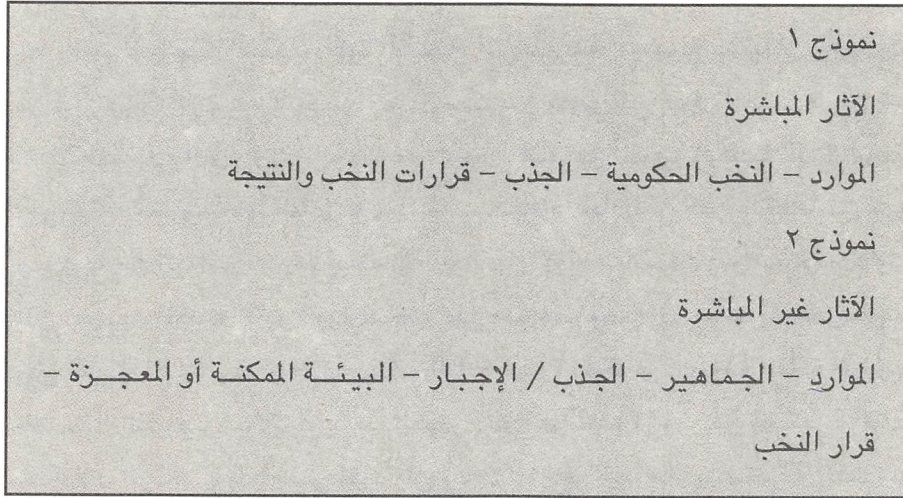 نموذج ١
الآثار المباشرة
الموارد – النخب الحكومية – الجذب – قرارات النخب والنتيجة
نموذج ٢
الآثار غير المباشرة
الموارد – الجماهير – الجذب / الإجبار – البيئة الممكنة أو المعجزة –
قرار النخب